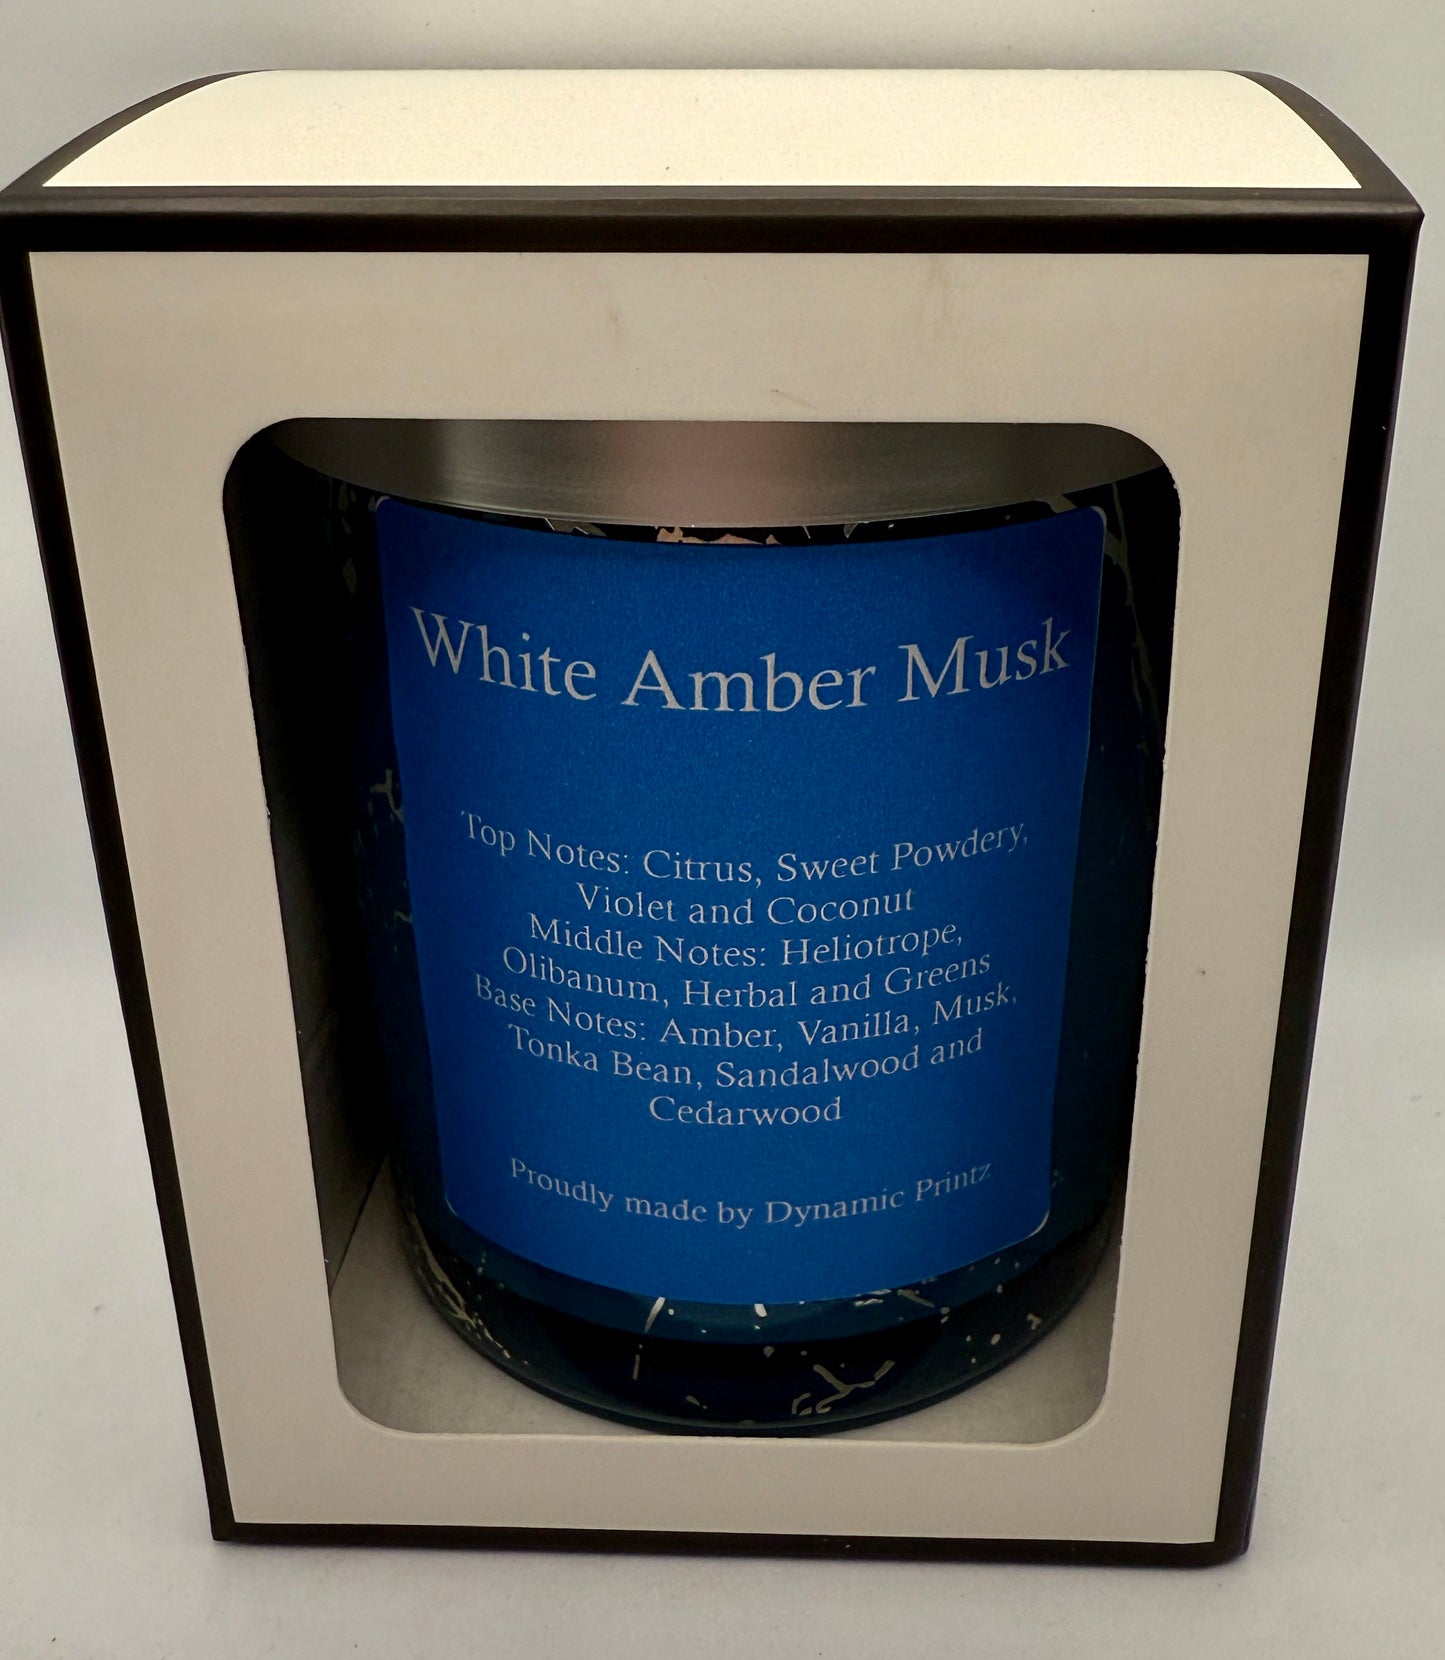 White Amber Musk
Top Notes: Citrus, Sweet Powdery,
Violet and Coconut
Middle Notes: Heliotrope,
Olibanum, Herbal and Greens
Base Notes: Amber, Vanilla, Musk,
Tonka Bean, Sandalwood and
Cedarwood
Proudly made by Dynamic Printz